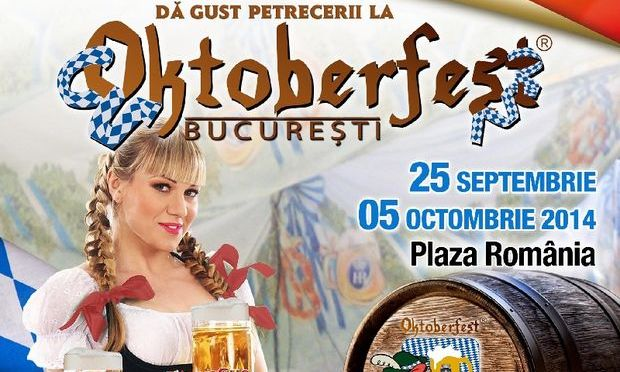 DĂ GUST PETRECERII LA
Oktoberfest®
BUCUREȘTI
25 SEPTEMBRIE
05 OCTOMBRIE 2014
Plaza România
Oktoberfest